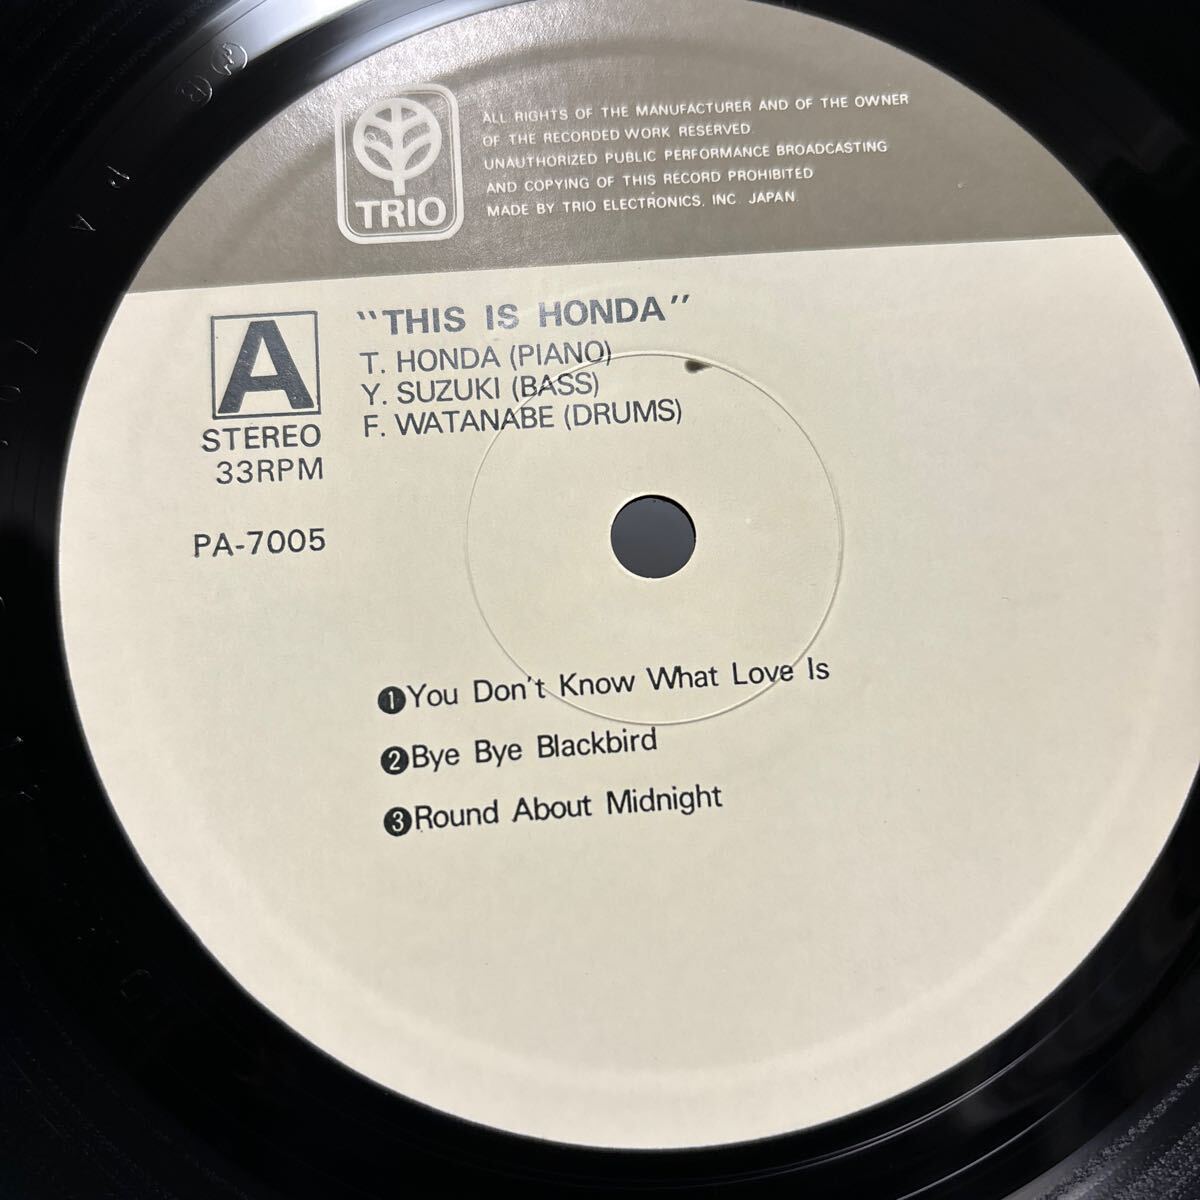 TRIO
ALL RIGHTS OF THE MANUFACTURER AND OF THE OWNER
OF THE RECORDED WORK RESERVED.
UNAUTHORIZED PUBLIC PERFORMANCE BROADCASTING
AND COPYING OF THIS RECORD PROHIBITED
MADE BY TRIO ELECTRONICS, INC. JAPAN.
A
STEREO
33RPM
PA-7005
"THIS IS HONDA"
T. HONDA (PIANO)
Y. SUZUKI (BASS)
F. WATANABE (DRUMS)
❶You Don't Know What Love Is
❷Bye Bye Blackbird
❸Round About Midnight